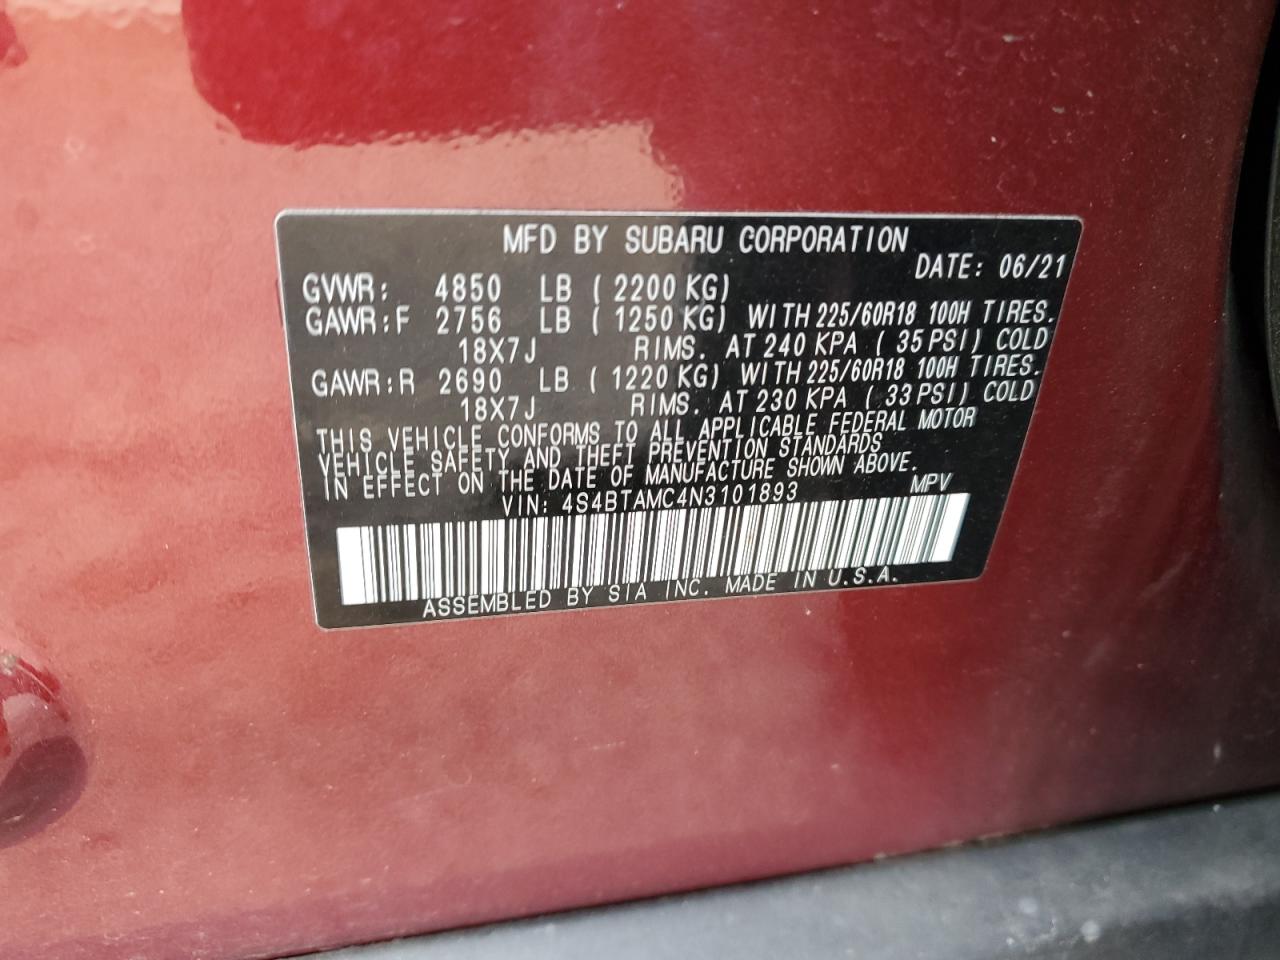 MFD BY SUBARU CORPORATION
DATE: 06/21
GVWR: 4850 LB ( 2200 KG)
GAWR:F 2756 LB ( 1250 KG) WITH 225/60R18 100H TIRES.
18X7J RIMS. AT 240 KPA ( 35 PSI) COLD
GAWR:R 2690 LB ( 1220 KG) WITH 225/60R18 100H TIRES.
18X7J RIMS. AT 230 KPA ( 33 PSI) COLD
THIS VEHICLE CONFORMS TO ALL APPLICABLE FEDERAL MOTOR
VEHICLE SAFETY AND THEFT PREVENTION STANDARDS
IN EFFECT ON THE DATE OF MANUFACTURE SHOWN ABOVE.
VIN: 4S4BTAMC4N3101893 MPV
ASSEMBLED BY SIA INC. MADE IN U.S.A.